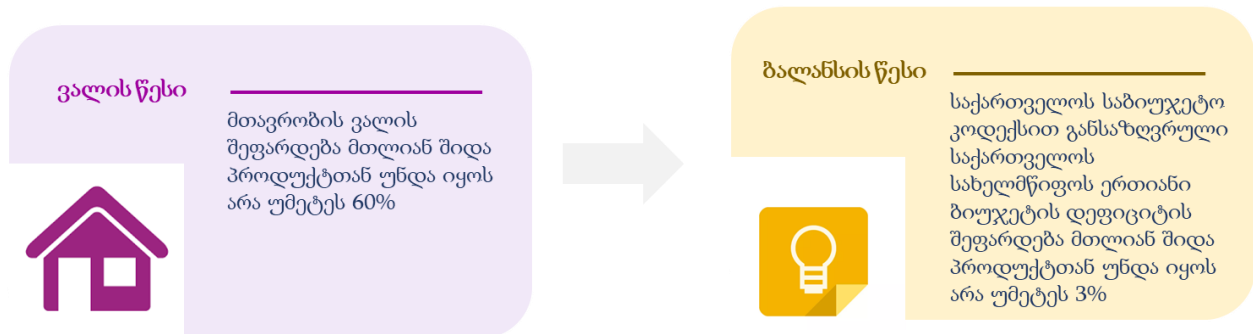 ვალის წესი
მთავრობის ვალის
შეფარდება მთლიან შიდა
პროდუქტთან უნდა იყოს
არა უმეტეს 60%
ბალანსის წესი
საქართველოს საბიუჯეტო
კოდექსით განსაზღვრული
საქართველოს
სახელმწიფოს ერთიანი
ბიუჯეტის დეფიციტის
შეფარდება მთლიან შიდა
პროდუქტთან უნდა იყოს
არა უმეტეს 3%